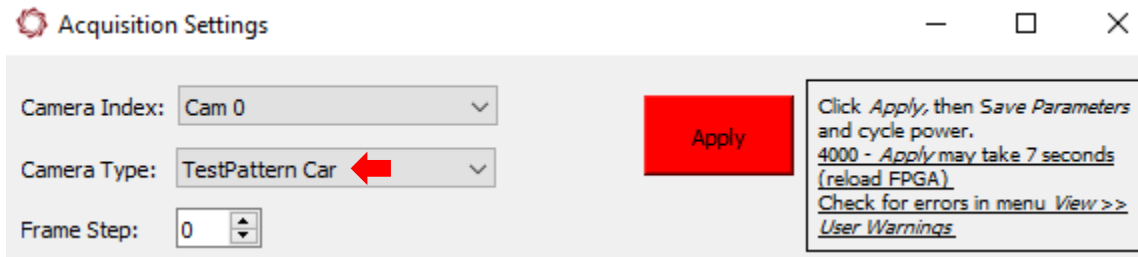 Acquisition Settings
Camera Index: Cam 0
Camera Type: TestPattern Car
Frame Step: 0
Apply
Click Apply, then Save Parameters
and cycle power.
4000 - Apply may take 7 seconds
(reload FPGA)
Check for errors in menu View >>
User Warnings